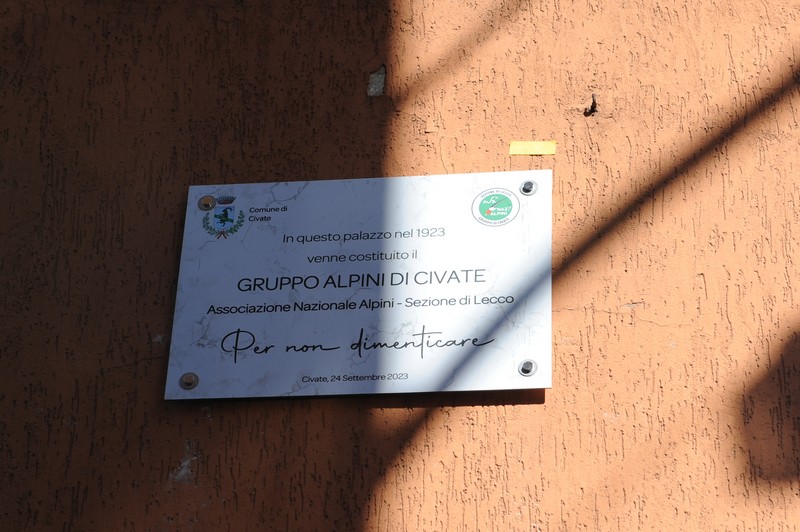 Comune di
Civate
In questo palazzo nel 1923
venne costituito il
GRUPPO ALPINI DI CIVATE
Associazione Nazionale Alpini - Sezione di Lecco
Per non dimenticare
Civate, 24 Settembre 2023